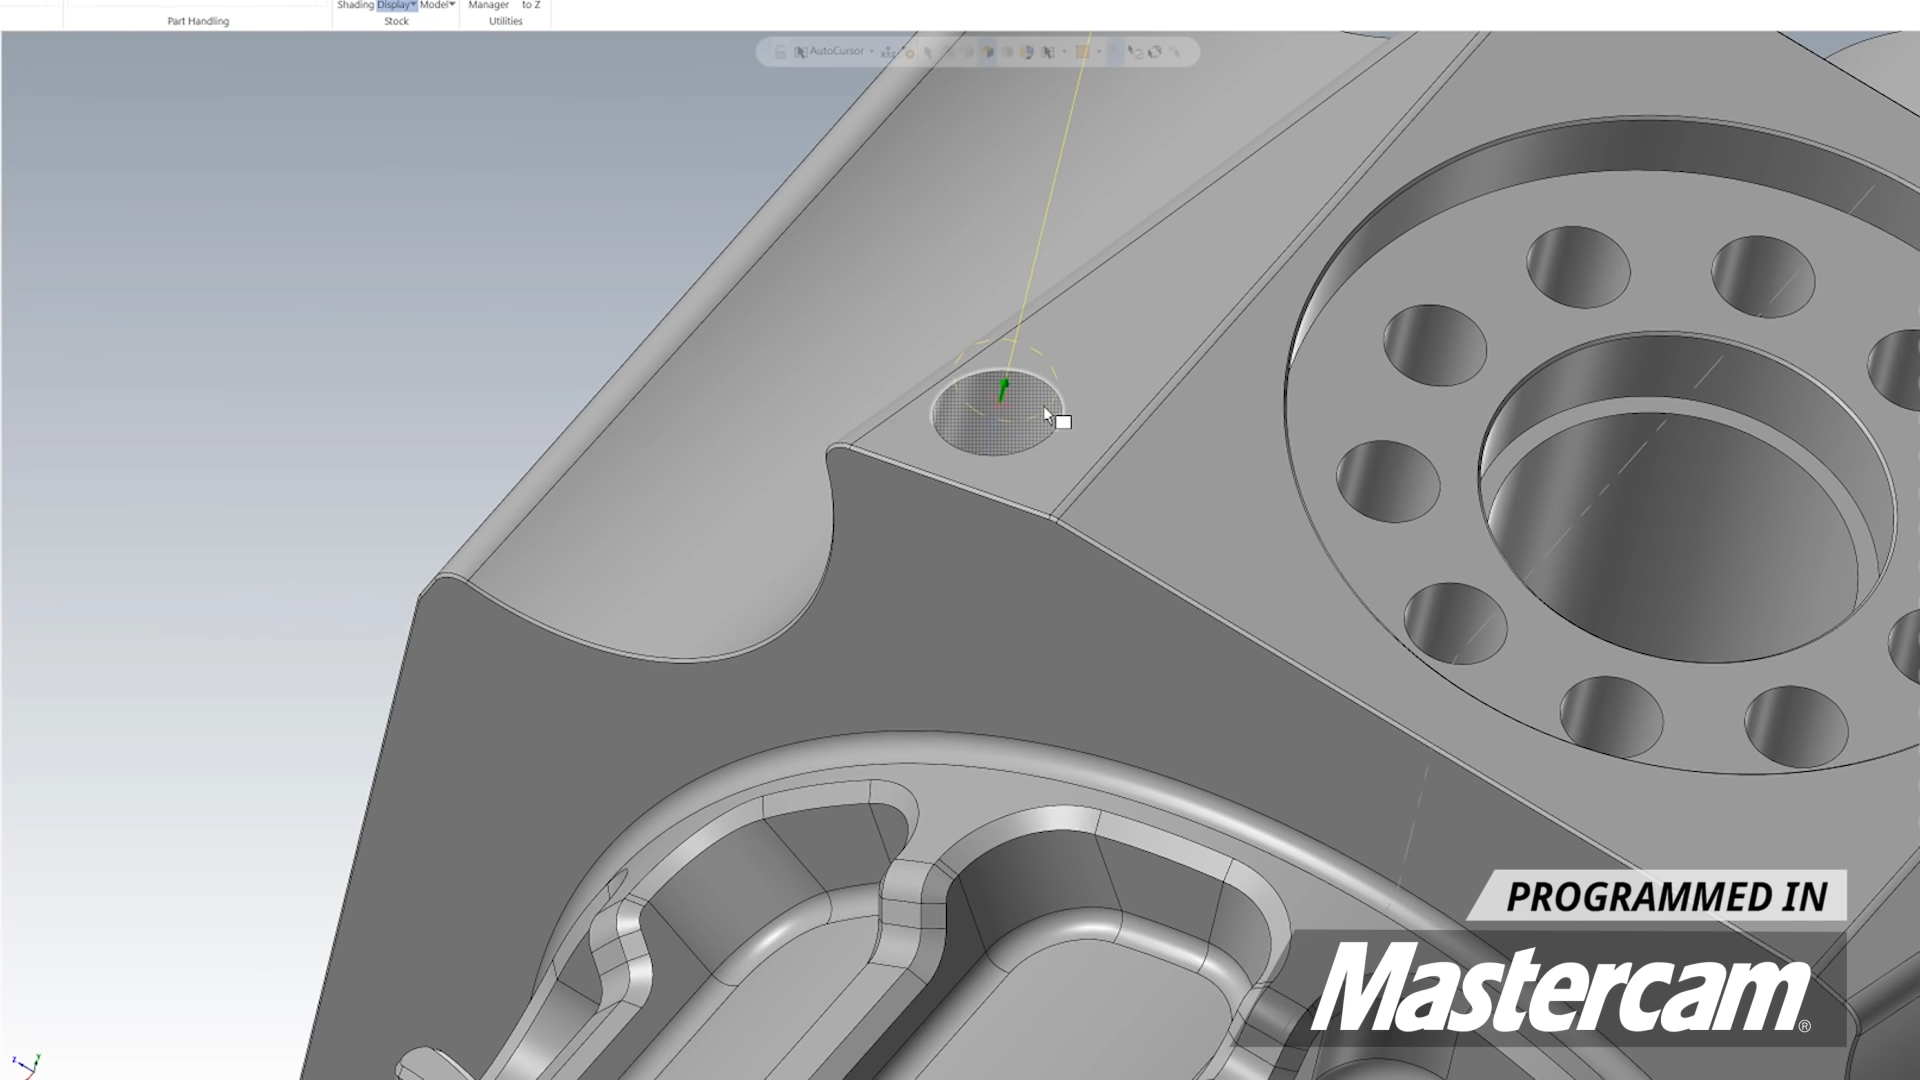 Shading Display Model
Manager to Z
Part Handling
Stock
Utilities
AutoCursor
PROGRAMMED IN
Mastercam®
Z
Y